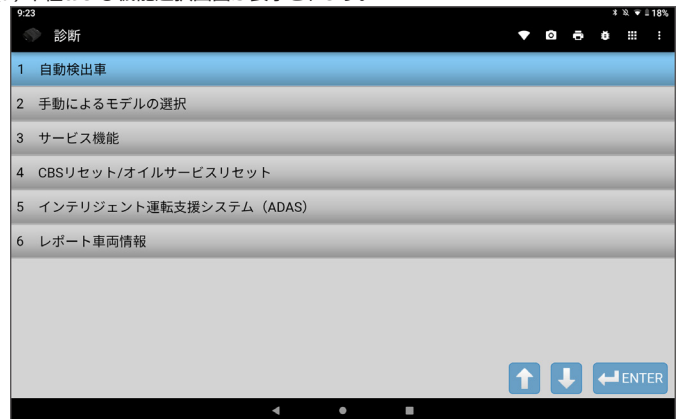 9:23
18%
診断
1 自動検出車
2 手動によるモデルの選択
3 サービス機能
4 CBSリセット/オイルサービスリセット
5 インテリジェント運転支援システム（ADAS）
6 レポート車両情報
ENTER